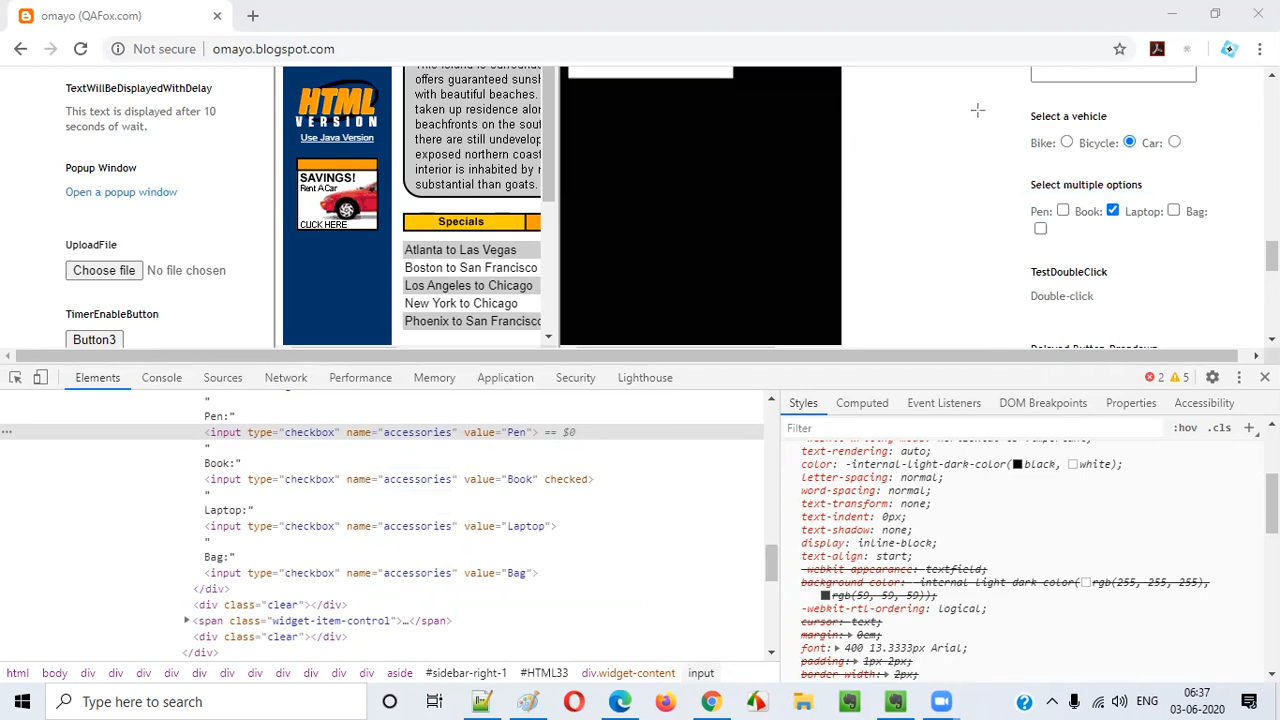 omayo (QAFox.com)
Not secure
omayo.blogspot.com
TextWillBeDisplayedWithDelay
This text is displayed after 10
seconds of wait.
Popup Window
Open a popup window
UploadFile
Choose file No file chosen
TimerEnableButton
Button3
HTML
VERSION
Use Java Version
SAVINGS!
Rent A Car
CLICK HERE
offers guaranteed suns
with beautiful beaches.
taken up residence alon
beachfronts on the sout
there are still undevelop
exposed northern coast
interior is inhabited by
substantial than goats.
Specials
Atlanta to Las Vegas
Boston to San Francisco
Los Angeles to Chicago
New York to Chicago
Phoenix to San Francisco
Select a vehicle
Bike: Bicycle: Car:
Select multiple options
Pen: Book: Laptop: Bag:
TestDoubleClick
Double-click
Delayed Button Dropdown
Elements Console Sources Network Performance Memory Application Security Lighthouse 2 5
"
Pen:"
<input type="checkbox" name="accessories" value="Pen"> == $0
"
Book:"
<input type="checkbox" name="accessories" value="Book" checked>
"
Laptop:"
<input type="checkbox" name="accessories" value="Laptop">
"
Bag:"
<input type="checkbox" name="accessories" value="Bag">
</div>
<div class="clear"></div>
<span class="widget-item-control">…</span>
<div class="clear"></div>
</div>
html body div div div div div div div div aside #sidebar-right-1 #HTML33 div.widget-content input
Styles Computed Event Listeners DOM Breakpoints Properties Accessibility
Filter :hov .cls
text-rendering: auto;
color: -internal-light-dark-color(black, white);
letter-spacing: normal;
word-spacing: normal;
text-transform: none;
text-indent: 0px;
text-shadow: none;
display: inline-block;
text-align: start;
-webkit-appearance: textfield;
background-color: -internal-light-dark-color(rgb(255, 255, 255),
rgb(59, 59, 59));
-webkit-rtl-ordering: logical;
cursor: text;
margin: 0em;
font: 400 13.3333px Arial;
padding: 1px 2px;
border-width: 2px;
Type here to search
06:37
03-06-2020